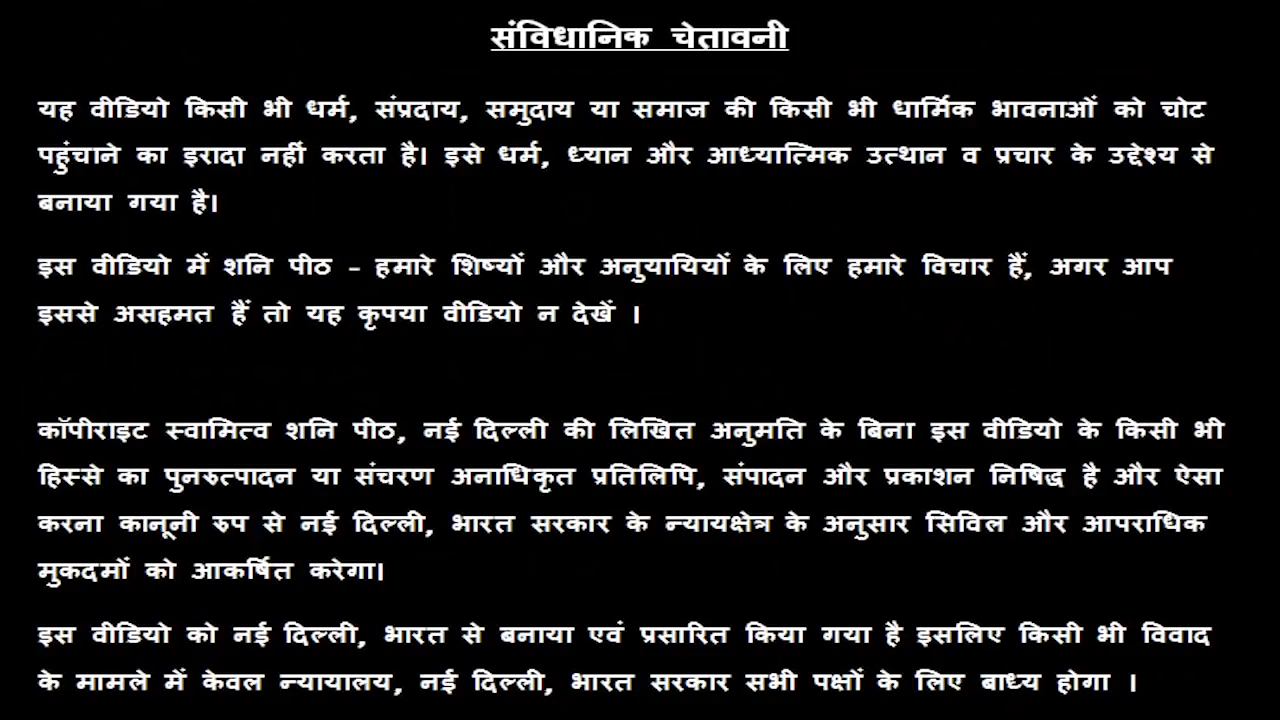 संविधानिक चेतावनी
यह वीडियो किसी भी धर्म, संप्रदाय, समुदाय या समाज की किसी भी धार्मिक भावनाओं को चोट
पहुंचाने का इरादा नहीं करता है। इसे धर्म, ध्यान और आध्यात्मिक उत्थान व प्रचार के उद्देश्य से
बनाया गया है।
इस वीडियो में शनि पीठ – हमारे शिष्यों और अनुयायियों के लिए हमारे विचार हैं, अगर आप
इससे असहमत हैं तो यह कृपया वीडियो न देखें ।
कॉपीराइट स्वामित्व शनि पीठ, नई दिल्ली की लिखित अनुमति के बिना इस वीडियो के किसी भी
हिस्से का पुनरुत्पादन या संचरण अनाधिकृत प्रतिलिपि, संपादन और प्रकाशन निषिद्ध है और ऐसा
करना कानूनी रुप से नई दिल्ली, भारत सरकार के न्यायक्षेत्र के अनुसार सिविल और आपराधिक
मुकदमों को आकर्षित करेगा।
इस वीडियो को नई दिल्ली, भारत से बनाया एवं प्रसारित किया गया है इसलिए किसी भी विवाद
के मामले में केवल न्यायालय, नई दिल्ली, भारत सरकार सभी पक्षों के लिए बाध्य होगा ।